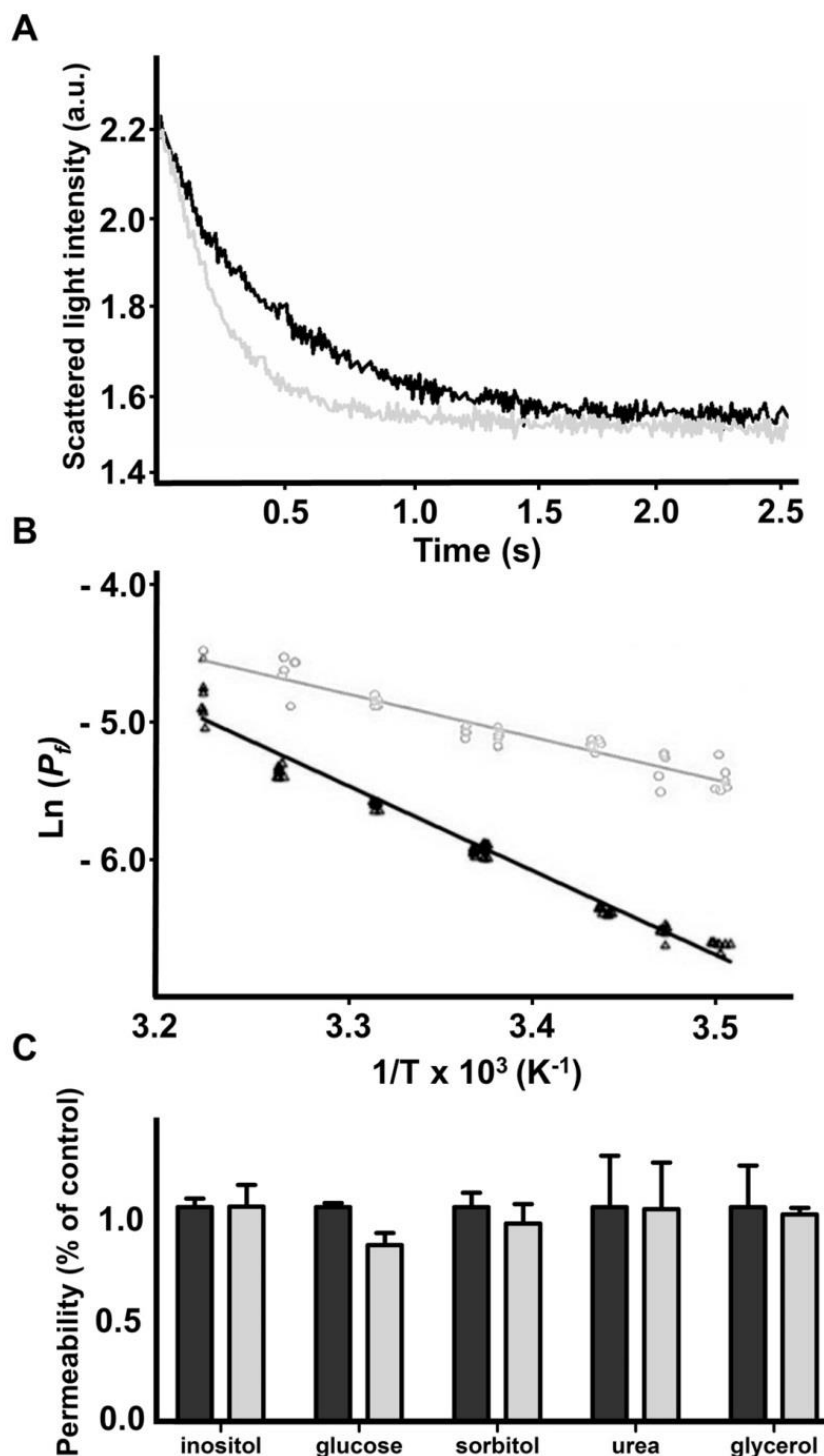 A
Scattered light intensity (a.u.)
2.2
2.0
1.8
1.6
1.4
0.5 1.0 1.5 2.0 2.5
Time (s)
B
Ln (Pf)
- 4.0
- 5.0
- 6.0
3.2 3.3 3.4 3.5
1/T x 10³ (K⁻¹)
C
Permeability (% of control)
1.0
0.5
0.0
inositol glucose sorbitol urea glycerol